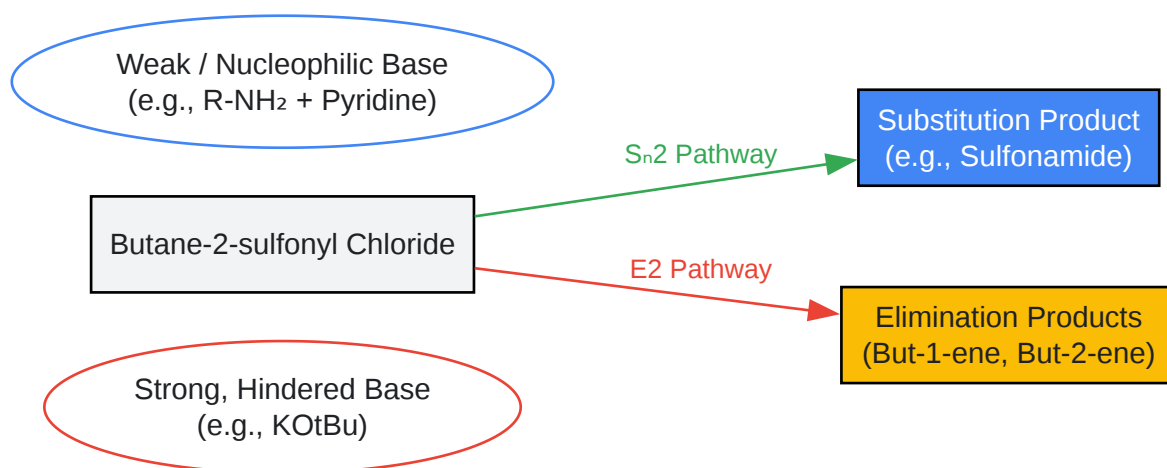 Weak / Nucleophilic Base
(e.g., R-NH₂ + Pyridine)
Substitution Product
(e.g., Sulfonamide)
Sₙ2 Pathway
Butane-2-sulfonyl Chloride
E2 Pathway
Elimination Products
(But-1-ene, But-2-ene)
Strong, Hindered Base
(e.g., KOtBu)